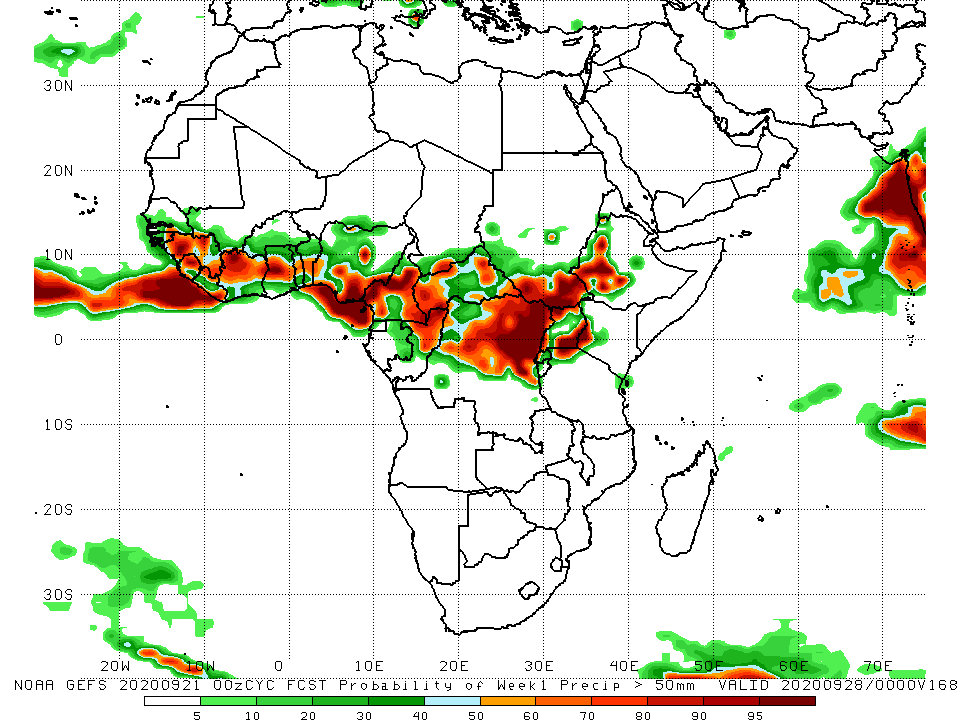 30N
20N
10N
0
10S
20S
30S
20W 10W 0 10E 20E 30E 40E 50E 60E 70E
NOAA GEFS 20200921 00zCYC FCST Probability of Week1 Precip > 50mm VALID 20200928/0000V168
5 10 20 30 40 50 60 70 80 90 95